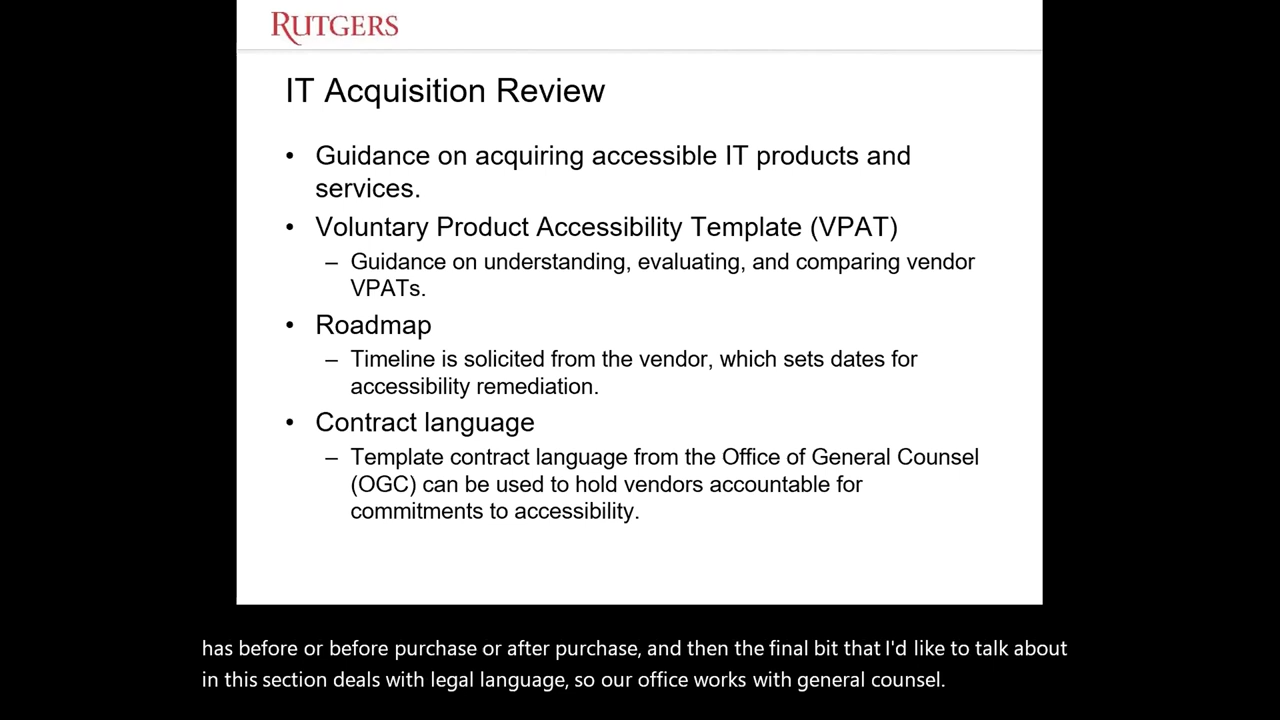 RUTGERS
IT Acquisition Review
• Guidance on acquiring accessible IT products and
services.
• Voluntary Product Accessibility Template (VPAT)
– Guidance on understanding, evaluating, and comparing vendor
VPATs.
• Roadmap
– Timeline is solicited from the vendor, which sets dates for
accessibility remediation.
• Contract language
– Template contract language from the Office of General Counsel
(OGC) can be used to hold vendors accountable for
commitments to accessibility.
has before or before purchase or after purchase, and then the final bit that I'd like to talk about
in this section deals with legal language, so our office works with general counsel.